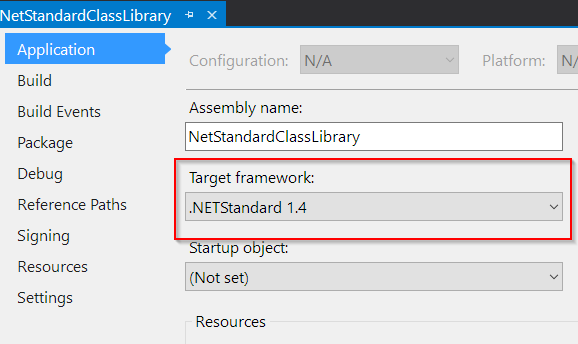 NetStandardClassLibrary
Application
Build
Build Events
Package
Debug
Reference Paths
Signing
Resources
Settings
Configuration: N/A Platform: N/
Assembly name:
NetStandardClassLibrary
Target framework:
.NETStandard 1.4
Startup object:
(Not set)
Resources